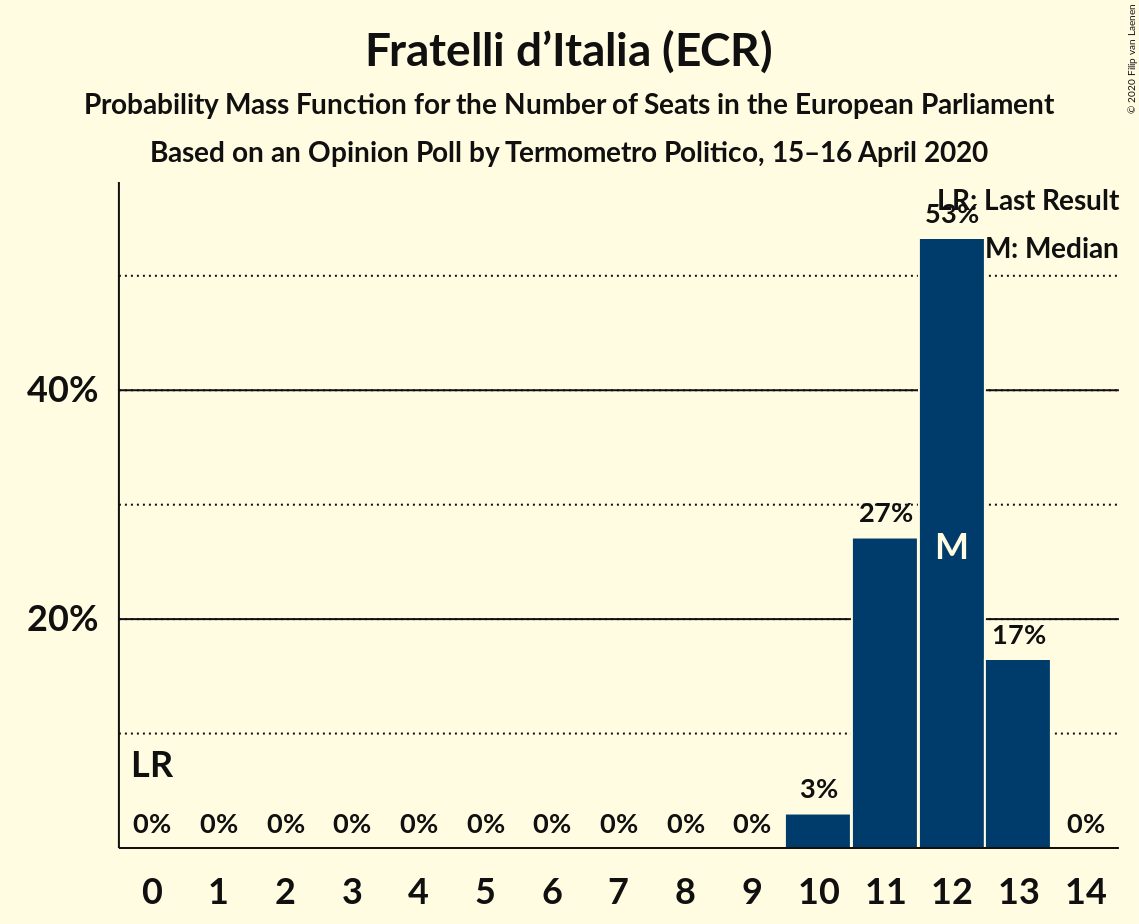 Fratelli d’Italia (ECR)
Probability Mass Function for the Number of Seats in the European Parliament
Based on an Opinion Poll by Termometro Politico, 15–16 April 2020
© 2020 Filip van Laenen
LR: Last Result
M: Median
40%
20%
LR
0% 0% 0% 0% 0% 0% 0% 0% 0% 0% 3% 27% 53% 17% 0%
M
0 1 2 3 4 5 6 7 8 9 10 11 12 13 14